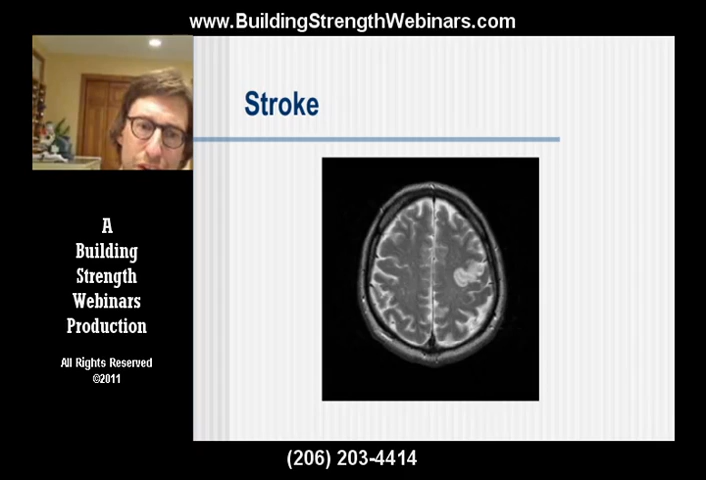 www.BuildingStrengthWebinars.com
Stroke
A
Building
Strength
Webinars
Production
All Rights Reserved
©2011
(206) 203-4414